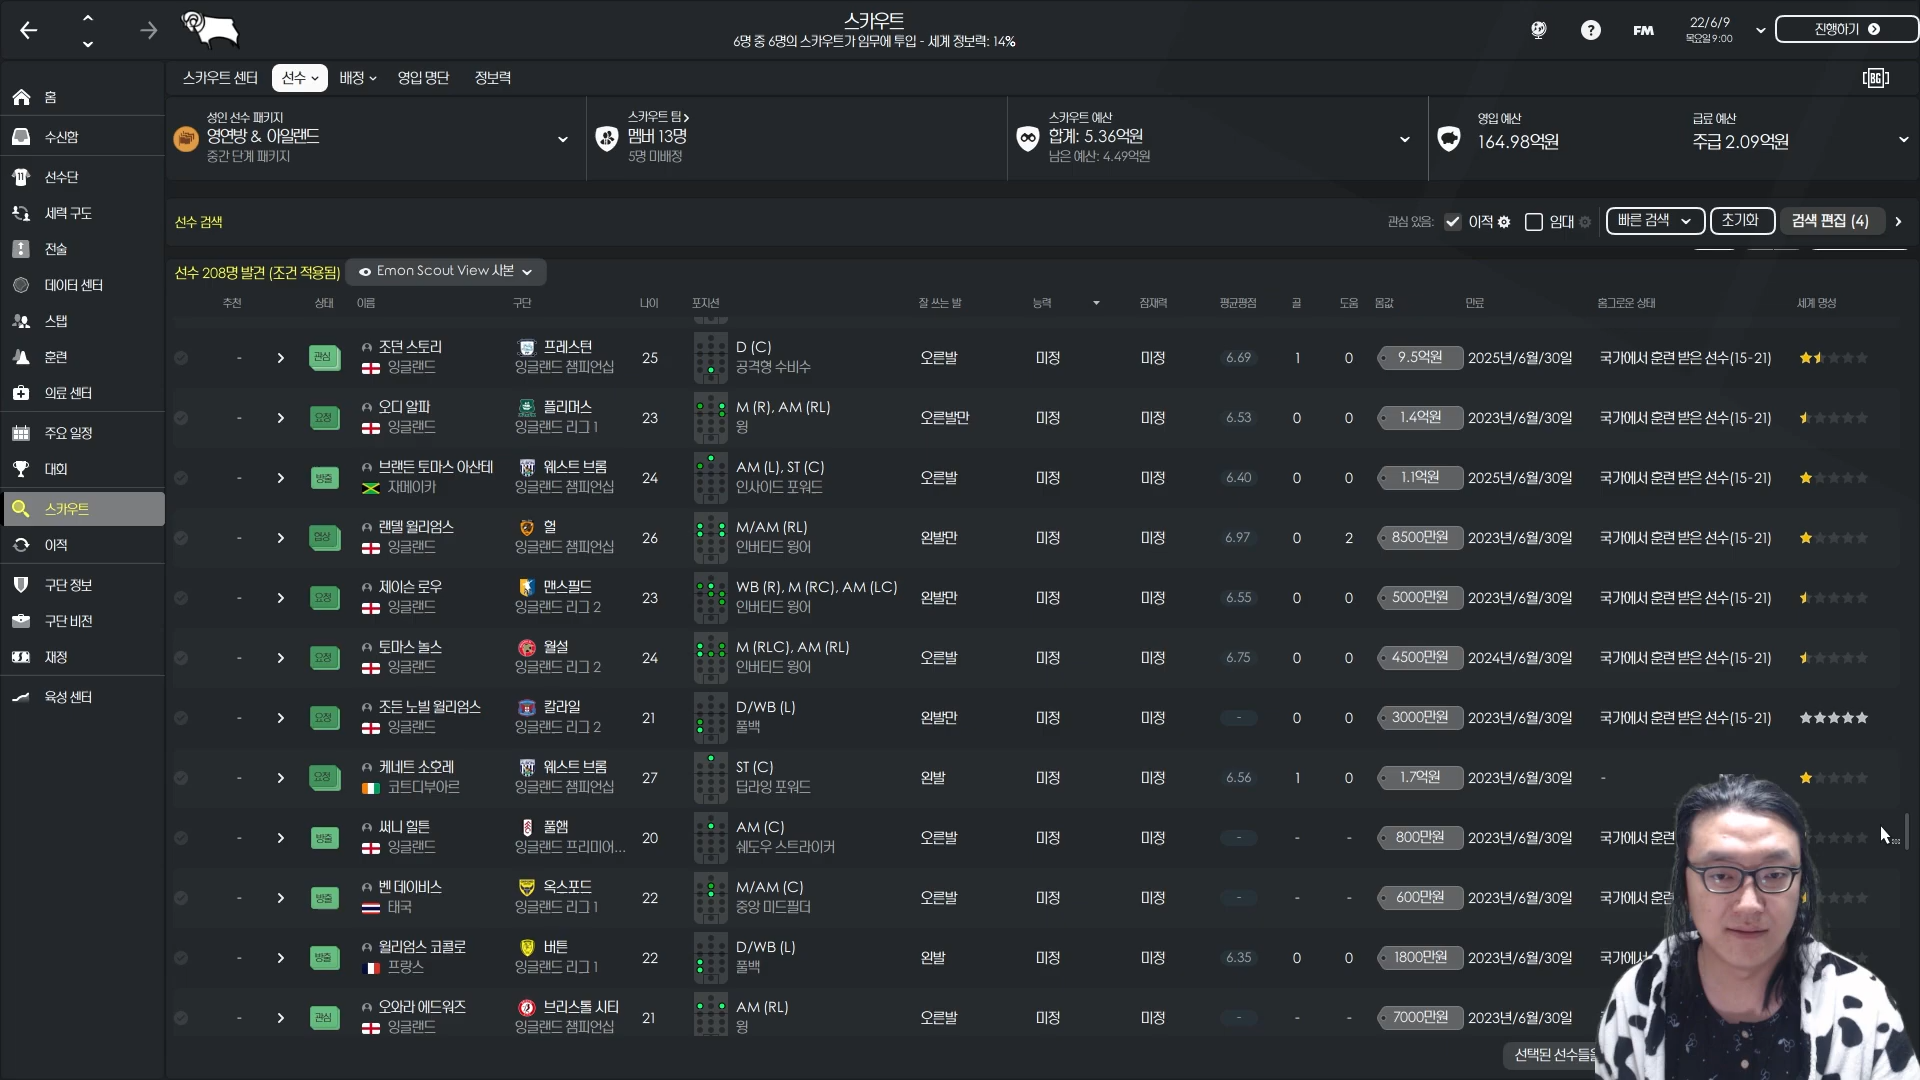 스카우트
6명 중 6명의 스카우트가 임무에 투입 - 세계 정보력: 14%
FM
22/6/9
목요일 9:00
진행하기
스카우트 센터 선수 배정 영입 명단 정보력
홈
수신함
선수단
세력 구도
전술
데이터 센터
스탭
훈련
의료 센터
주요 일정
대회
스카우트
이적
구단 정보
구단 비전
재정
육성 센터
성인 선수 패키지
영연방 & 아일랜드
중간 단계 패키지
스카우트 팀
멤버 13명
5명 미배정
스카우트 예산
합계: 5.36억원
남은 예산: 4.49억원
영입 예산
164.98억원
급료 예산
주급 2.09억원
선수 검색
관심 있음: 이적 임대 빠른 검색 초기화 검색 편집 (4)
선수 208명 발견 (조건 적용됨) Emon Scout View 사본
추천 상태 이름 구단 나이 포지션 잘 쓰는 발 능력 잠재력 평균평점 골 도움 몸값 만료 홈그로운 상태 세계 명성
- 관심 조던 스토리 프레스턴 25 D (C) 오른발 미정 미정 6.69 1 0 9.5억원 2025년/6월/30일 국가에서 훈련 받은 선수(15-21)
잉글랜드 잉글랜드 챔피언십 공격형 수비수
- 요청 오디 알파 플리머스 23 M (R), AM (RL) 오른발만 미정 미정 6.53 0 0 1.4억원 2023년/6월/30일 국가에서 훈련 받은 선수(15-21)
잉글랜드 잉글랜드 리그 1 윙
- 방출 브랜든 토마스 아산테 웨스트 브롬 24 AM (L), ST (C) 오른발 미정 미정 6.40 0 0 1.1억원 2025년/6월/30일 국가에서 훈련 받은 선수(15-21)
자메이카 잉글랜드 챔피언십 인사이드 포워드
- 협상 랜델 윌리엄스 헐 26 M/AM (RL) 왼발만 미정 미정 6.97 0 2 8500만원 2023년/6월/30일 국가에서 훈련 받은 선수(15-21)
잉글랜드 잉글랜드 챔피언십 인버티드 윙어
- 요청 제이슨 로우 맨스필드 23 WB (R), M (RC), AM (LC) 왼발만 미정 미정 6.55 0 0 5000만원 2023년/6월/30일 국가에서 훈련 받은 선수(15-21)
잉글랜드 잉글랜드 리그 2 인버티드 윙어
- 요청 토마스 놀스 월설 24 M (RLC), AM (RL) 오른발 미정 미정 6.75 0 0 4500만원 2024년/6월/30일 국가에서 훈련 받은 선수(15-21)
잉글랜드 잉글랜드 리그 2 인버티드 윙어
- 요청 조든 노빌 윌리엄스 칼라일 21 D/WB (L) 왼발만 미정 미정 - 0 0 3000만원 2023년/6월/30일 국가에서 훈련 받은 선수(15-21)
잉글랜드 잉글랜드 리그 2 풀백
- 요청 케네트 소호레 웨스트 브롬 27 ST (C) 왼발 미정 미정 6.56 1 0 1.7억원 2023년/6월/30일 -
코트디부아르 잉글랜드 챔피언십 딥라잉 포워드
- 방출 써니 힐튼 풀햄 20 AM (C) 오른발 미정 미정 - - - 800만원 2023년/6월/30일 국가에서 훈련
잉글랜드 잉글랜드 프리미어... 쉐도우 스트라이커
- 방출 벤 데이비스 옥스포드 22 M/AM (C) 오른발 미정 미정 - - - 600만원 2023년/6월/30일 국가에서 훈련
태국 잉글랜드 리그 1 중앙 미드필더
- 방출 윌리엄스 코콜로 버튼 22 D/WB (L) 왼발 미정 미정 6.35 0 0 1800만원 2023년/6월/30일 국가에서
프랑스 잉글랜드 리그 1 풀백
- 관심 오와라 에드워즈 브리스톨 시티 21 AM (RL) 오른발 미정 미정 - - - 7000만원 2023년/6월/30일
잉글랜드 잉글랜드 챔피언십 윙
선택된 선수들을